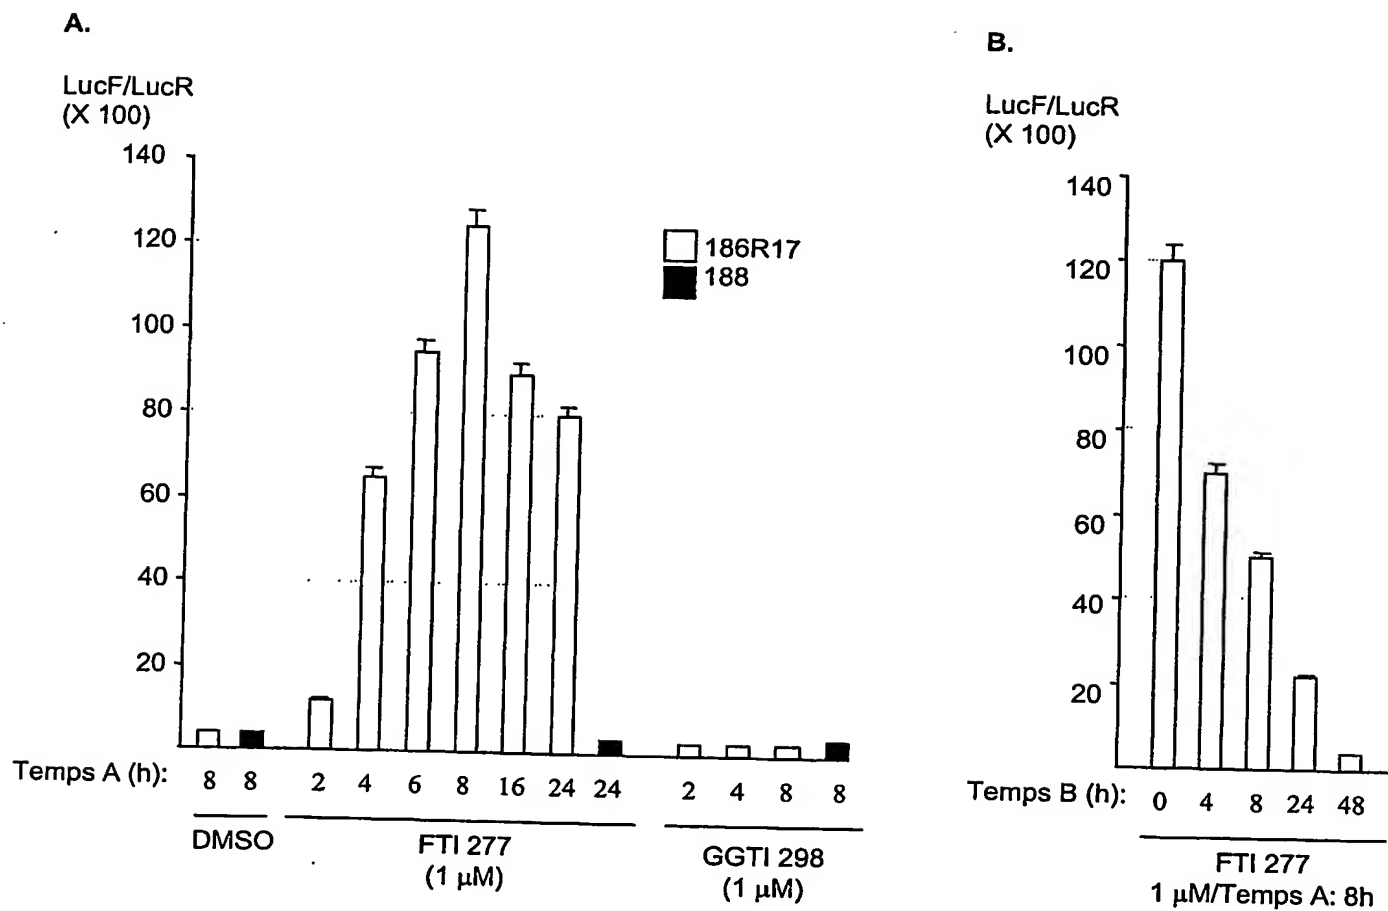 A.
LucF/LucR
(X 100)
140
120
100
80
60
40
20
186R17
188
Temps A (h):
8 8 2 4 6 8 16 24 24 2 4 8 8
DMSO
FTI 277
(1 µM)
GGTI 298
(1 µM)
B.
LucF/LucR
(X 100)
140
120
100
80
60
40
20
Temps B (h):
0 4 8 24 48
FTI 277
1 µM/Temps A: 8h